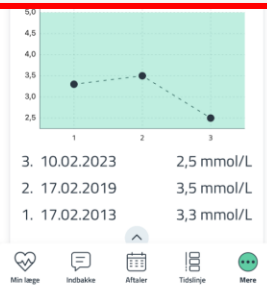 5,0
4,5
4,0
3,5
3,0
2,5
1 2 3
3. 10.02.2023 2,5 mmol/L
2. 17.02.2019 3,5 mmol/L
1. 17.02.2013 3,3 mmol/L
Min læge Indbakke Aftaler Tidslinje Mere